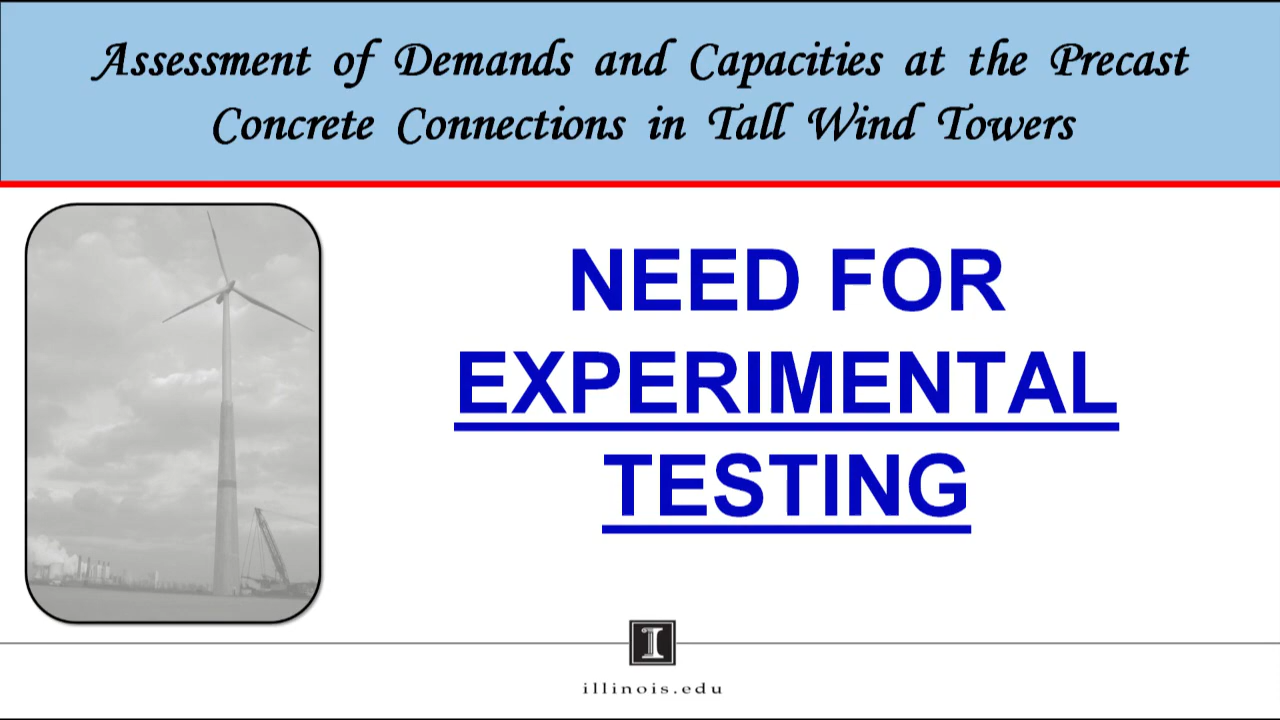 Assessment of Demands and Capacities at the Precast
Concrete Connections in Tall Wind Towers
NEED FOR
EXPERIMENTAL
TESTING
I
illinois.edu